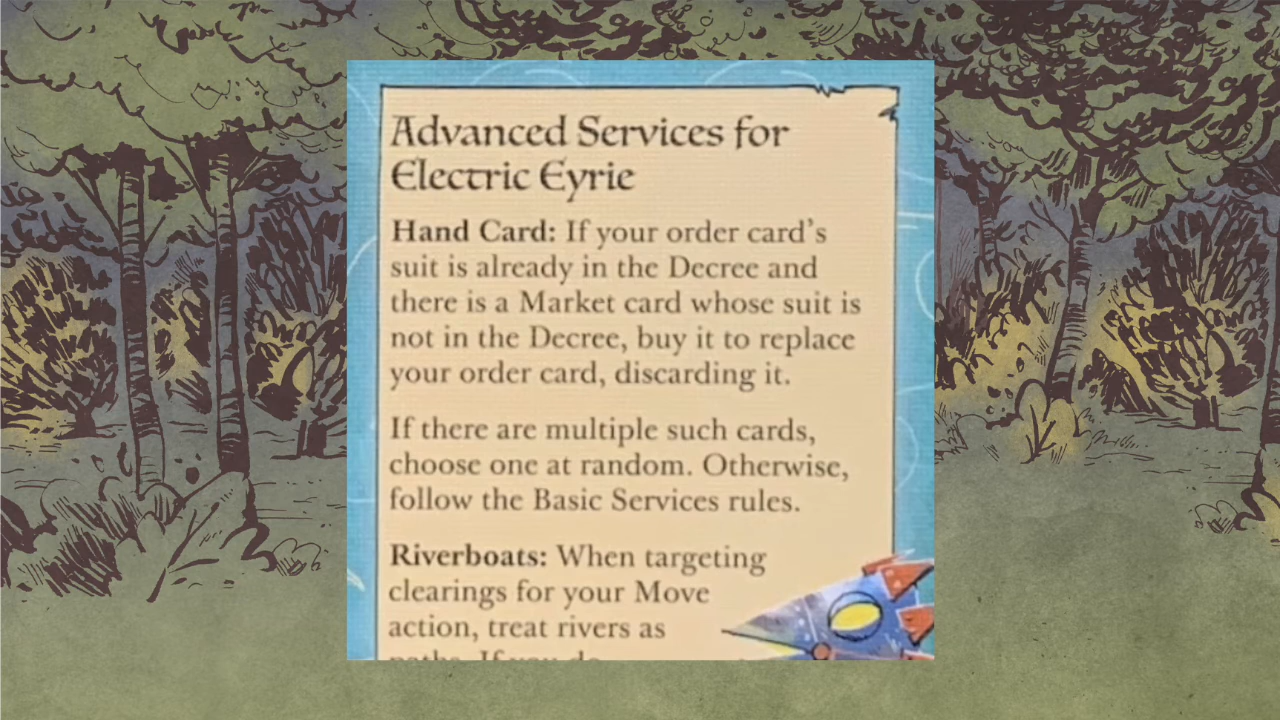 Advanced Services for
Electric Eyrie
Hand Card: If your order card's
suit is already in the Decree and
there is a Market card whose suit is
not in the Decree, buy it to replace
your order card, discarding it.
If there are multiple such cards,
choose one at random. Otherwise,
follow the Basic Services rules.
Riverboats: When targeting
clearings for your Move
action, treat rivers as